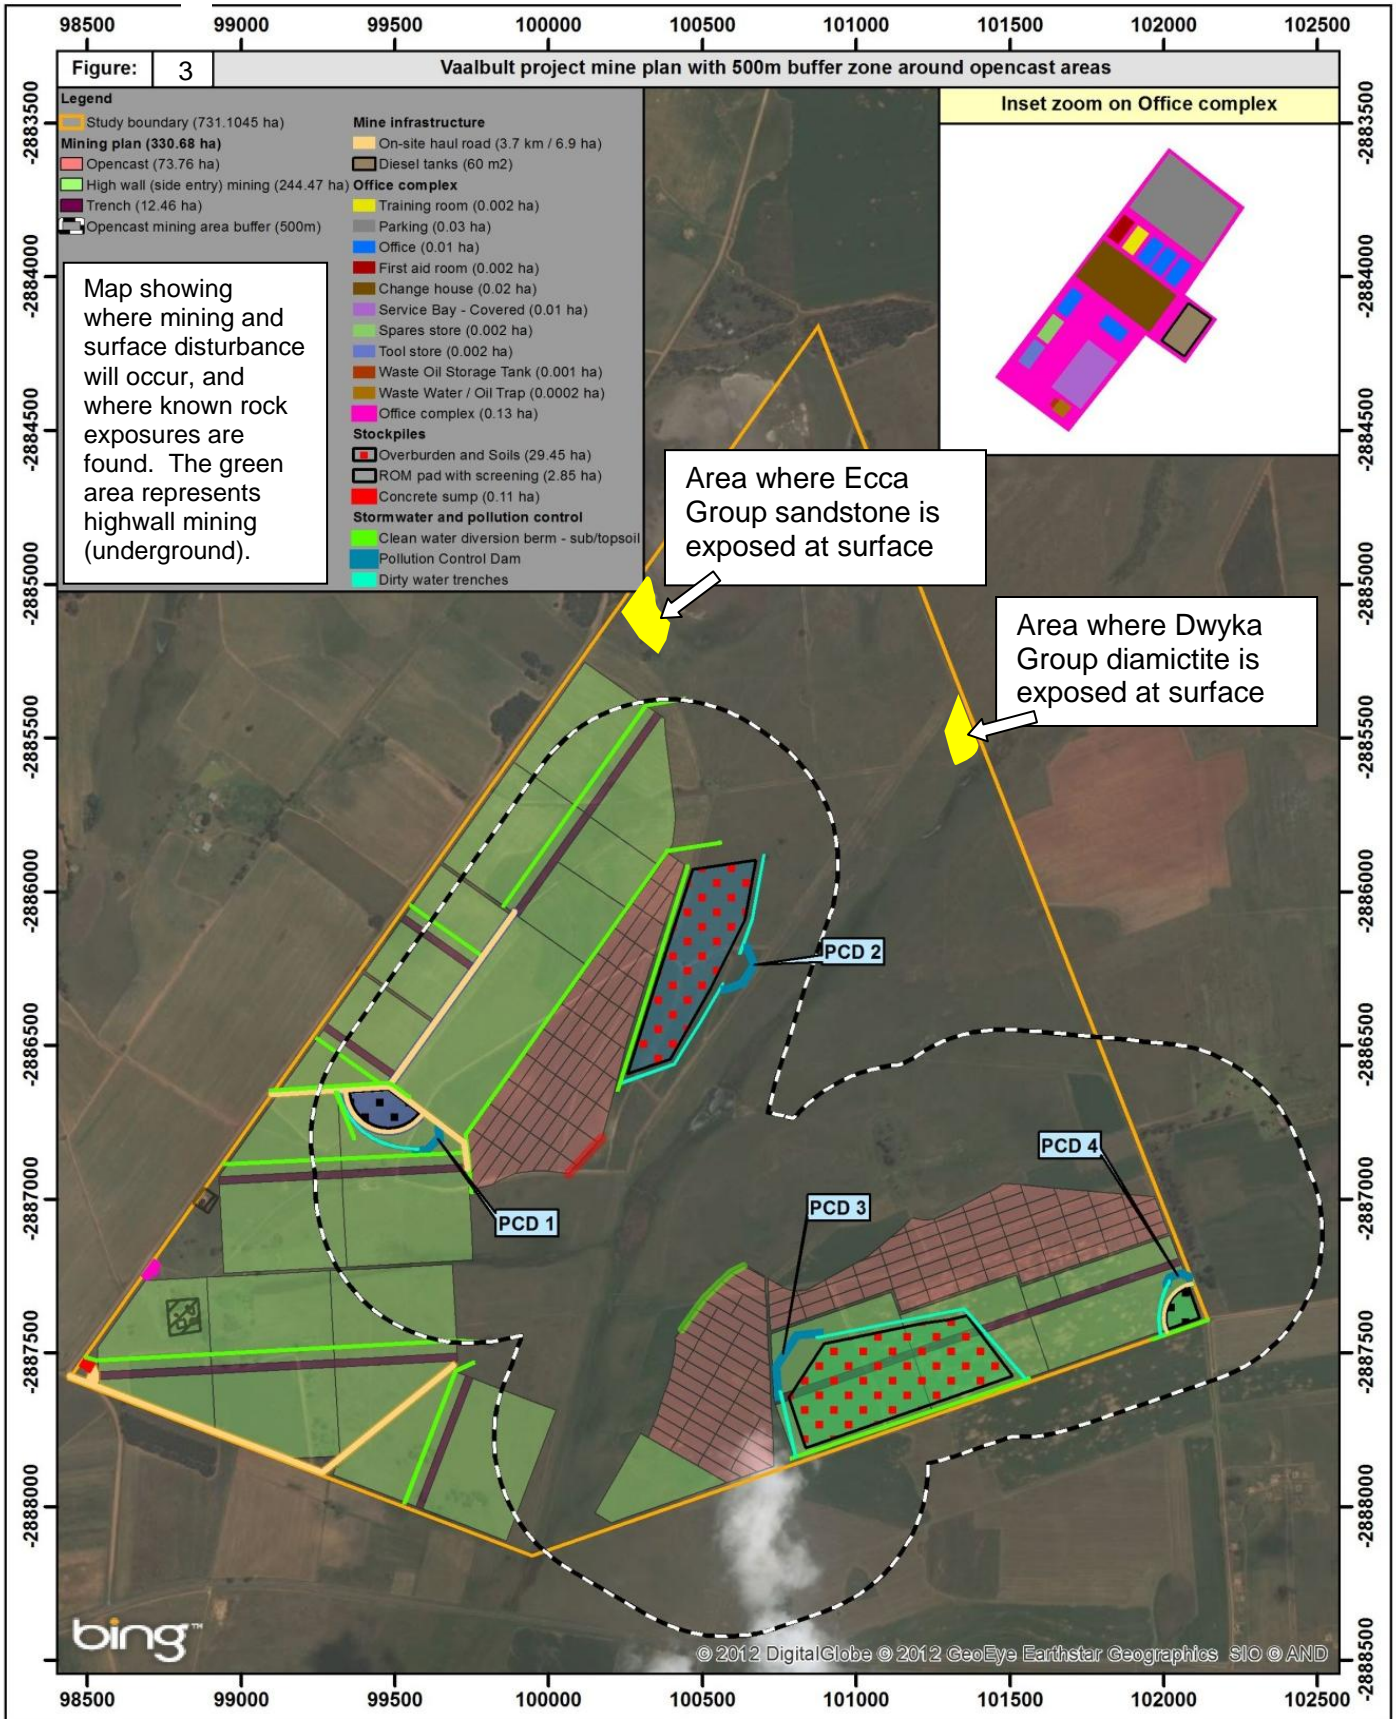 98500 99000 99500 100000 100500 101000 101500 102000 102500
Figure: 3 Vaalbult project mine plan with 500m buffer zone around opencast areas
Legend
Study boundary (731.1045 ha)
Mining plan (330.68 ha)
Opencast (73.76 ha)
High wall (side entry) mining (244.47 ha)
Trench (12.46 ha)
Opencast mining area buffer (500m)
Mine infrastructure
On-site haul road (3.7 km / 6.9 ha)
Diesel tanks (60 m2)
Office complex
Training room (0.002 ha)
Parking (0.03 ha)
Office (0.01 ha)
First aid room (0.002 ha)
Change house (0.02 ha)
Service Bay - Covered (0.01 ha)
Spares store (0.002 ha)
Tool store (0.002 ha)
Waste Oil Storage Tank (0.001 ha)
Waste Water / Oil Trap (0.0002 ha)
Office complex (0.13 ha)
Stockpiles
Overburden and Soils (29.45 ha)
ROM pad with screening (2.85 ha)
Concrete sump (0.11 ha)
Stormwater and pollution control
Clean water diversion berm - sub/topsoil
Pollution Control Dam
Dirty water trenches
Map showing
where mining and
surface disturbance
will occur, and
where known rock
exposures are
found. The green
area represents
highwall mining
(underground).
Inset zoom on Office complex
Area where Ecca
Group sandstone is
exposed at surface
Area where Dwyka
Group diamictite is
exposed at surface
PCD 2
PCD 4
PCD 3
PCD 1
-2883500
-2884000
-2884500
-2885000
-2885500
-2886000
-2886500
-2887000
-2887500
-2888000
-2883500
-2884000
-2884500
-2885000
-2885500
-2886000
-2886500
-2887000
-2887500
-2888000
-2888500
bing™
© 2012 DigitalGlobe © 2012 GeoEye Earthstar Geographics SIO © AND
98500 99000 99500 100000 100500 101000 101500 102000 102500